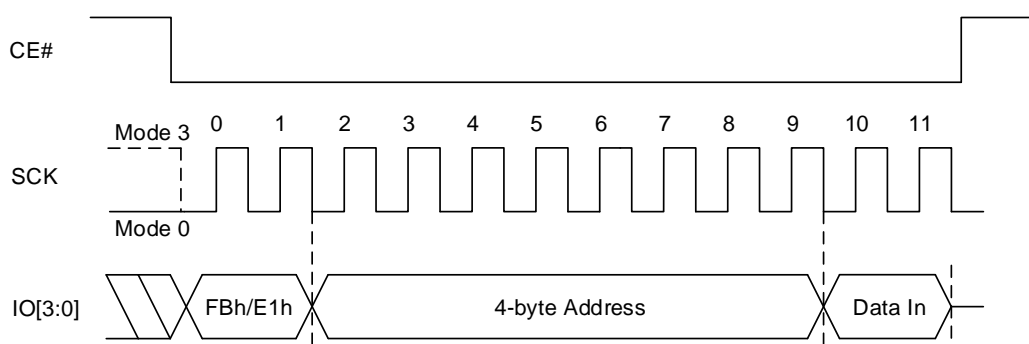 CE#
Mode 3 0 1 2 3 4 5 6 7 8 9 10 11
SCK
Mode 0
IO[3:0] FBh/E1h 4-byte Address Data In